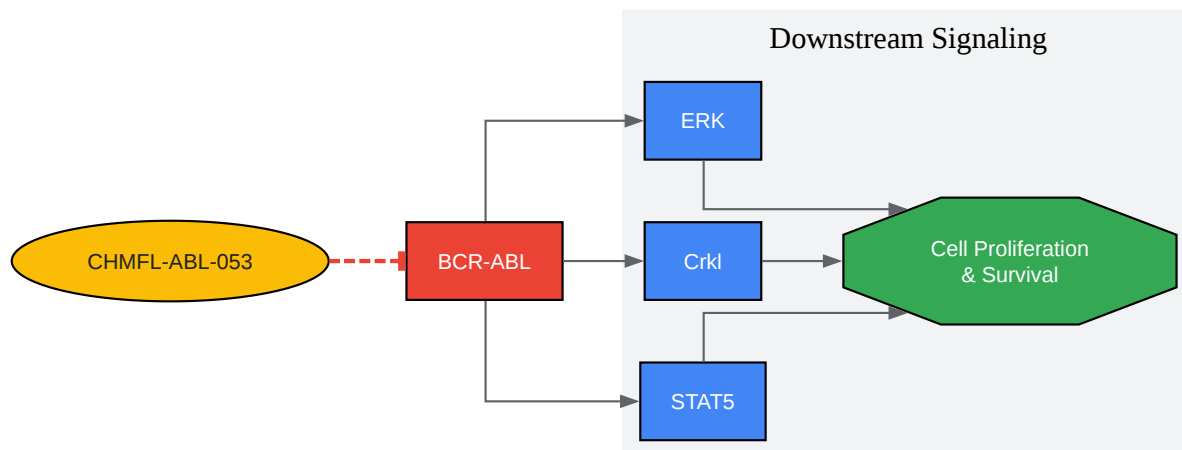 Downstream Signaling
ERK
CHMFL-ABL-053
BCR-ABL
Crkl
Cell Proliferation
& Survival
STAT5